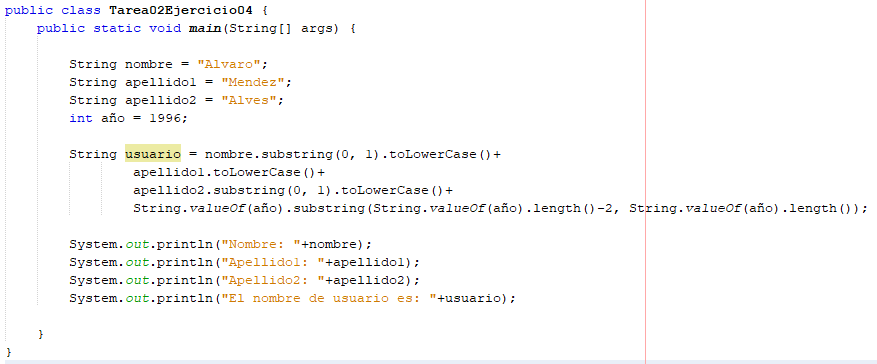 public class Tarea02Ejercicio04 {
public static void main(String[] args) {
String nombre = "Alvaro";
String apellido1 = "Mendez";
String apellido2 = "Alves";
int año = 1996;
String usuario = nombre.substring(0, 1).toLowerCase()+
apellido1.toLowerCase()+
apellido2.substring(0, 1).toLowerCase()+
String.valueOf(año).substring(String.valueOf(año).length()-2, String.valueOf(año).length());
System.out.println("Nombre: "+nombre);
System.out.println("Apellido1: "+apellido1);
System.out.println("Apellido2: "+apellido2);
System.out.println("El nombre de usuario es: "+usuario);
}
}